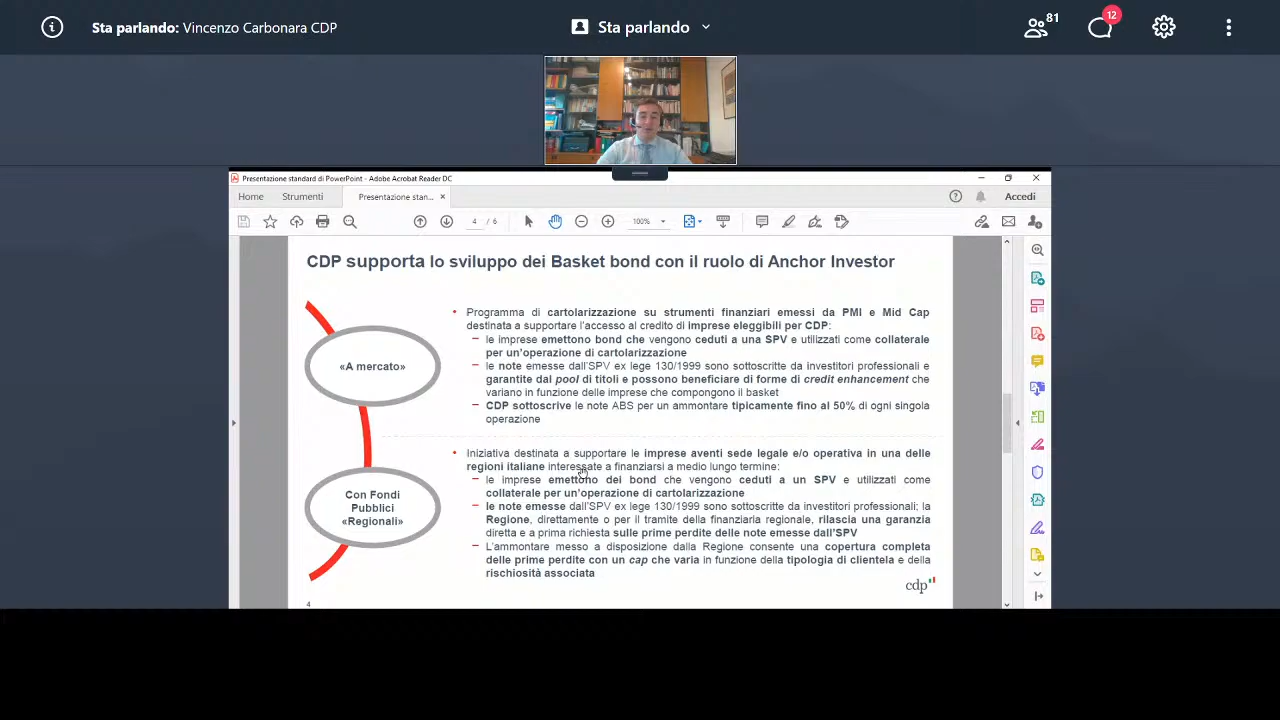 Sta parlando: Vincenzo Carbonara CDP
Sta parlando
81
12
Presentazione standard di PowerPoint - Adobe Acrobat Reader DC
Home
Strumenti
Presentazione stan...
Accedi
4 / 6
100%
CDP supporta lo sviluppo dei Basket bond con il ruolo di Anchor Investor
«A mercato»
• Programma di cartolarizzazione su strumenti finanziari emessi da PMI e Mid Cap
destinata a supportare l'accesso al credito di imprese eleggibili per CDP:
– le imprese emettono bond che vengono ceduti a una SPV e utilizzati come collaterale
per un'operazione di cartolarizzazione
– le note emesse dall'SPV ex lege 130/1999 sono sottoscritte da investitori professionali e
garantite dal pool di titoli e possono beneficiare di forme di credit enhancement che
variano in funzione delle imprese che compongono il basket
– CDP sottoscrive le note ABS per un ammontare tipicamente fino al 50% di ogni singola
operazione
Con Fondi
Pubblici
«Regionali»
• Iniziativa destinata a supportare le imprese aventi sede legale e/o operativa in una delle
regioni italiane interessate a finanziarsi a medio lungo termine:
– le imprese emettono dei bond che vengono ceduti a un SPV e utilizzati come
collaterale per un'operazione di cartolarizzazione
– le note emesse dall'SPV ex lege 130/1999 sono sottoscritte da investitori professionali; la
Regione, direttamente o per il tramite della finanziaria regionale, rilascia una garanzia
diretta e a prima richiesta sulle prime perdite delle note emesse dall'SPV
– L'ammontare messo a disposizione dalla Regione consente una copertura completa
delle prime perdite con un cap che varia in funzione della tipologia di clientela e della
rischiosità associata
cdp
4